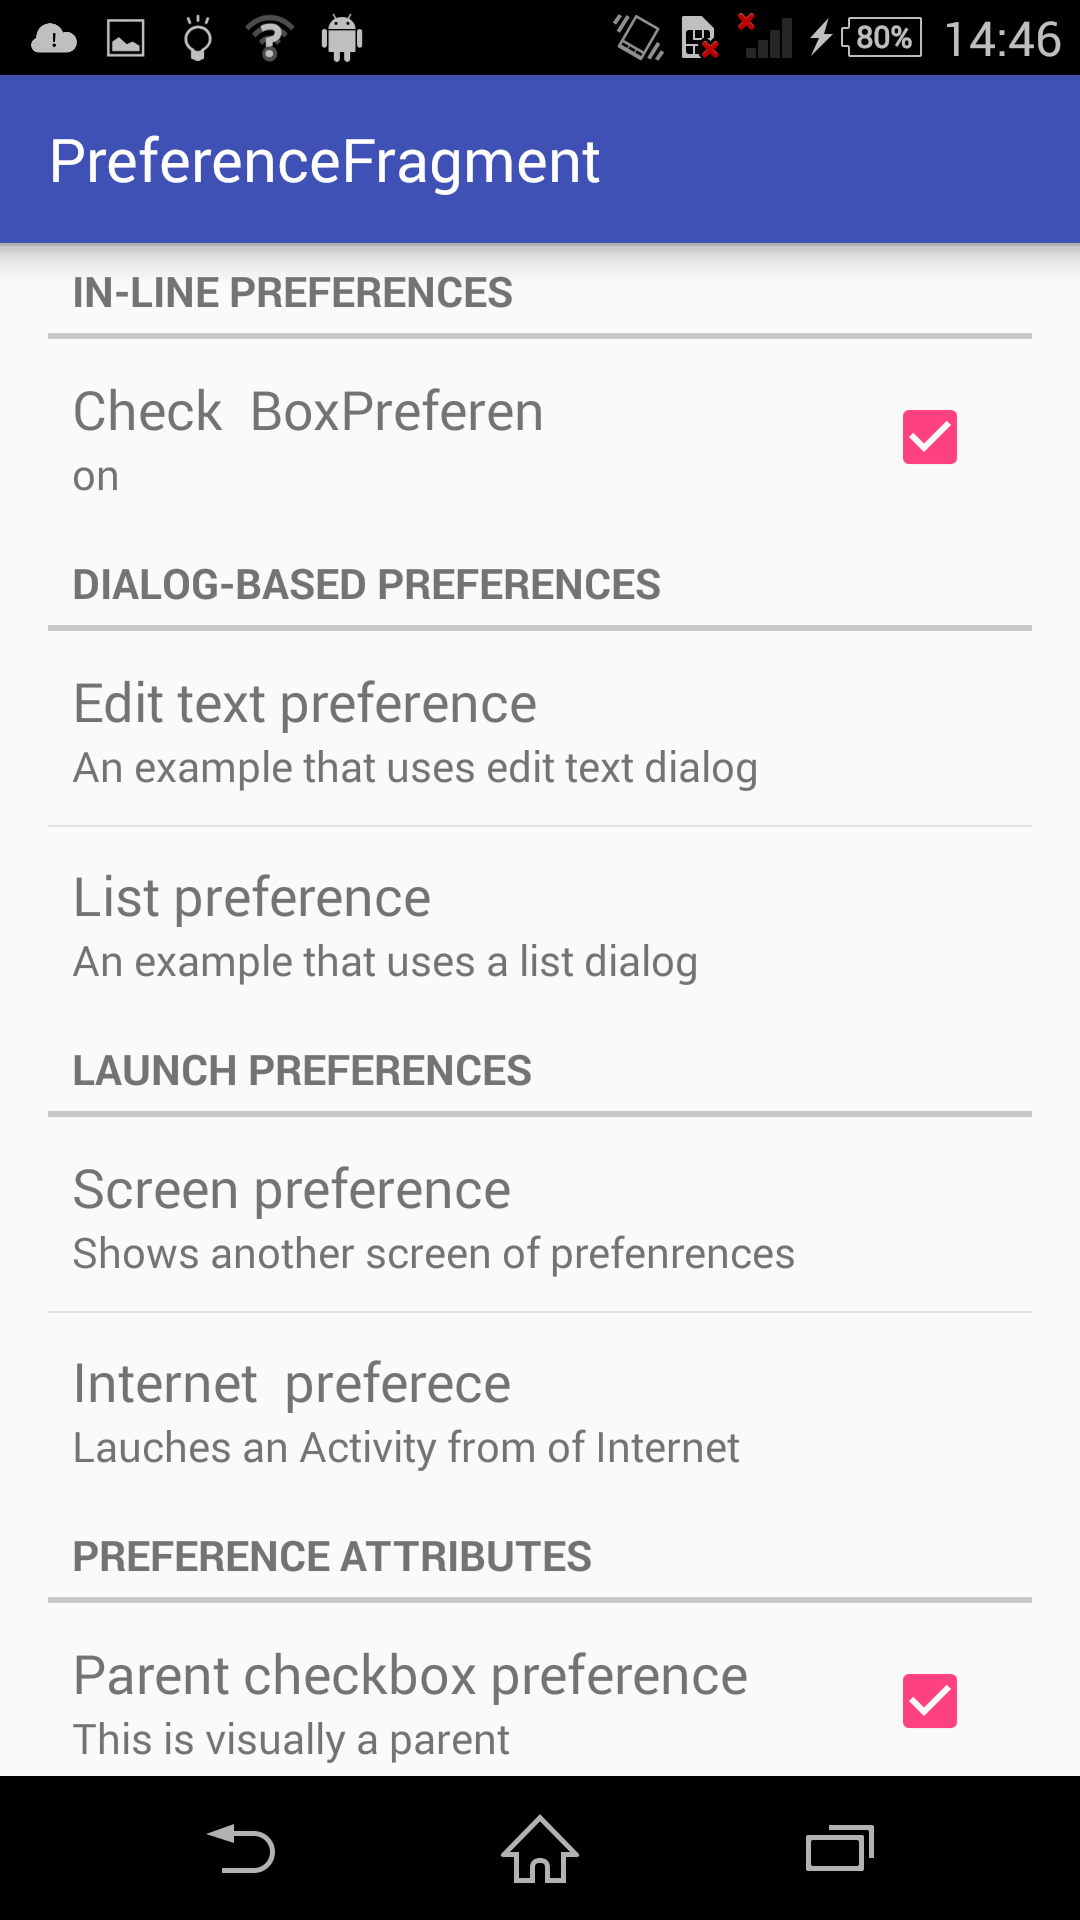 80% 14:46
PreferenceFragment
IN-LINE PREFERENCES
Check  BoxPreferen
on
DIALOG-BASED PREFERENCES
Edit text preference
An example that uses edit text dialog
List preference
An example that uses a list dialog
LAUNCH PREFERENCES
Screen preference
Shows another screen of prefenrences
Internet  preferece
Lauches an Activity from of Internet
PREFERENCE ATTRIBUTES
Parent checkbox preference
This is visually a parent